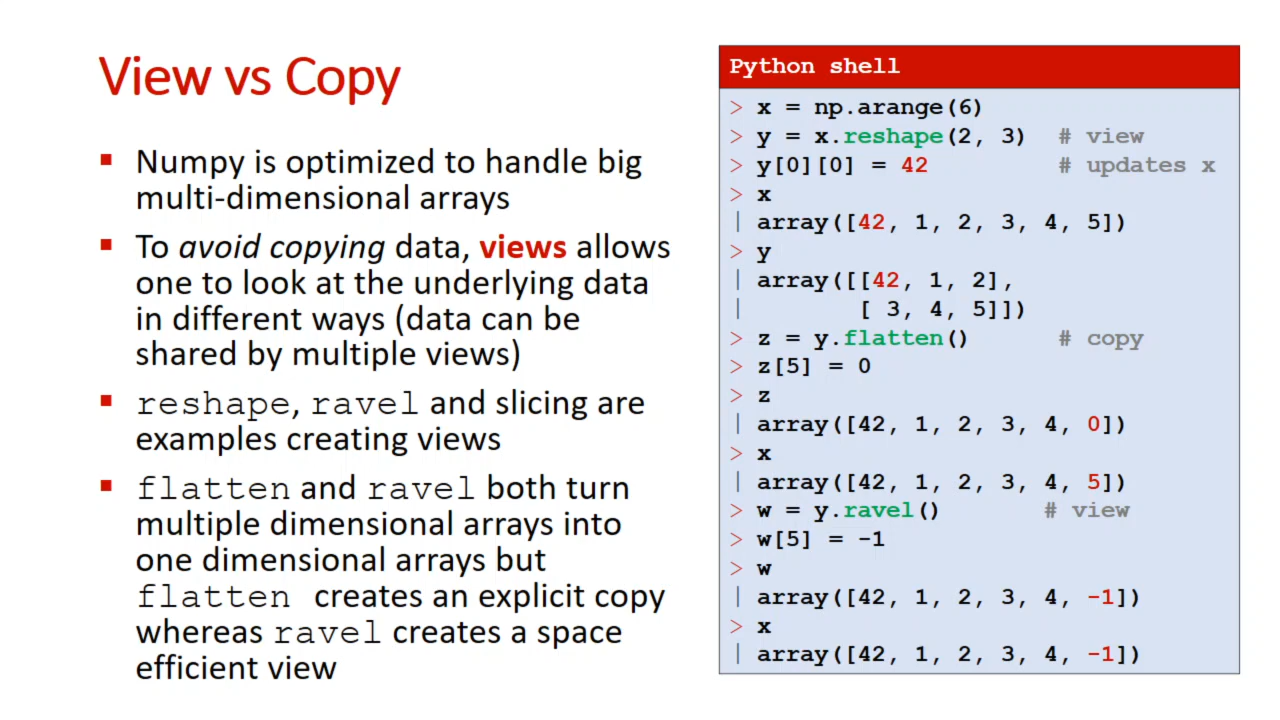 View vs Copy
▪ Numpy is optimized to handle big
multi-dimensional arrays
▪ To avoid copying data, views allows
one to look at the underlying data
in different ways (data can be
shared by multiple views)
▪ reshape, ravel and slicing are
examples creating views
▪ flatten and ravel both turn
multiple dimensional arrays into
one dimensional arrays but
flatten creates an explicit copy
whereas ravel creates a space
efficient view
Python shell
> x = np.arange(6)
> y = x.reshape(2, 3)  # view
> y[0][0] = 42         # updates x
> x
| array([42, 1, 2, 3, 4, 5])
> y
| array([[42, 1, 2],
|        [ 3, 4, 5]])
> z = y.flatten()      # copy
> z[5] = 0
> z
| array([42, 1, 2, 3, 4, 0])
> x
| array([42, 1, 2, 3, 4, 5])
> w = y.ravel()       # view
> w[5] = -1
> w
| array([42, 1, 2, 3, 4, -1])
> x
| array([42, 1, 2, 3, 4, -1])